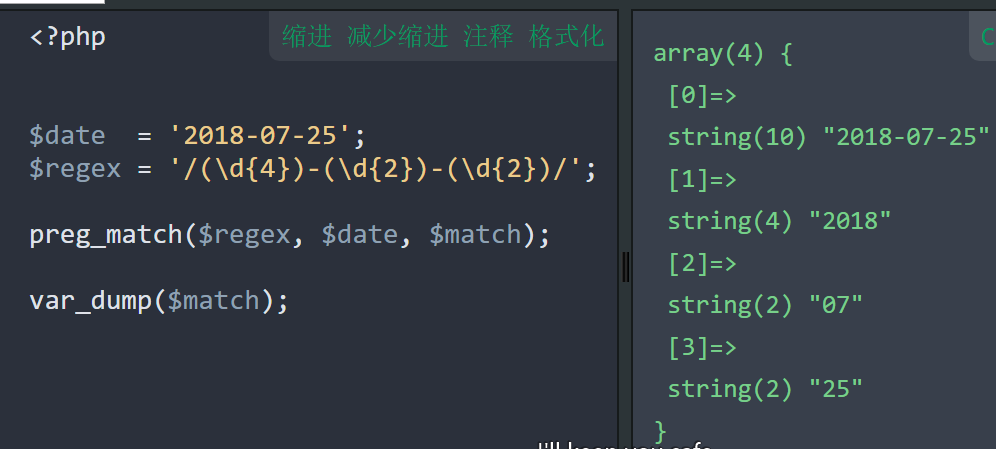 <?php
缩进 减少缩进 注释 格式化
$date  = '2018-07-25';
$regex = '/(\d{4})-(\d{2})-(\d{2})/';
preg_match($regex, $date, $match);
var_dump($match);
array(4) {
[0]=>
string(10) "2018-07-25"
[1]=>
string(4) "2018"
[2]=>
string(2) "07"
[3]=>
string(2) "25"
}
C
I'll keep you safe